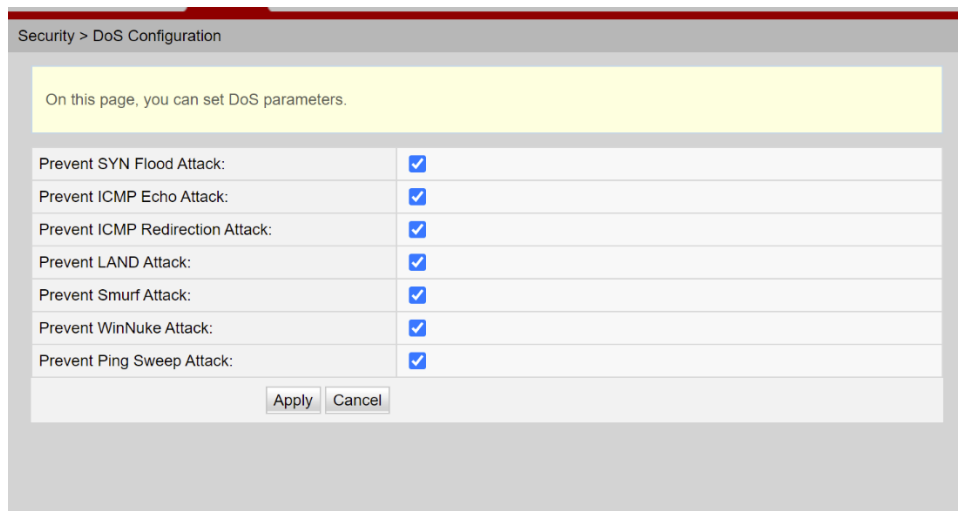 Security > DoS Configuration
On this page, you can set DoS parameters.
Prevent SYN Flood Attack:
Prevent ICMP Echo Attack:
Prevent ICMP Redirection Attack:
Prevent LAND Attack:
Prevent Smurf Attack:
Prevent WinNuke Attack:
Prevent Ping Sweep Attack:
Apply Cancel